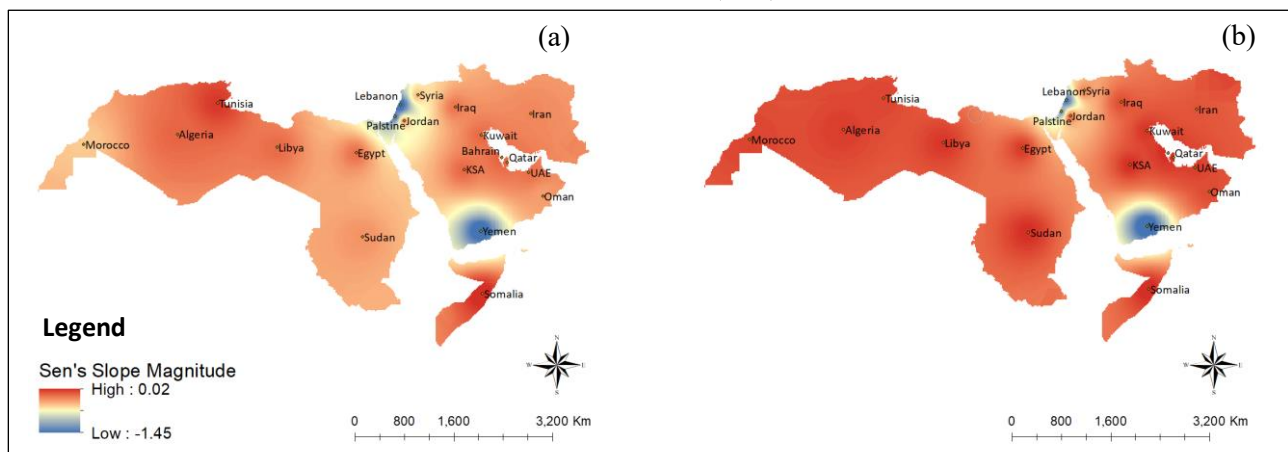 (a)
Tunisia
Lebanon
Syria
Iraq
Iran
Palstine
Jordan
Morocco
Algeria
Libya
Egypt
Kuwait
Bahrain
Qatar
KSA
UAE
Oman
Sudan
Yemen
Somalia
Legend
Sen's Slope Magnitude
High : 0.02
Low : -1.45
N
W E
S
0 800 1,600 3,200 Km
(b)
Tunisia
Lebanon
Syria
Iraq
Iran
Palstine
Jordan
Morocco
Algeria
Libya
Egypt
Kuwait
Qatar
KSA
UAE
Oman
Sudan
Yemen
Somalia
N
W E
S
0 800 1,600 3,200 Km